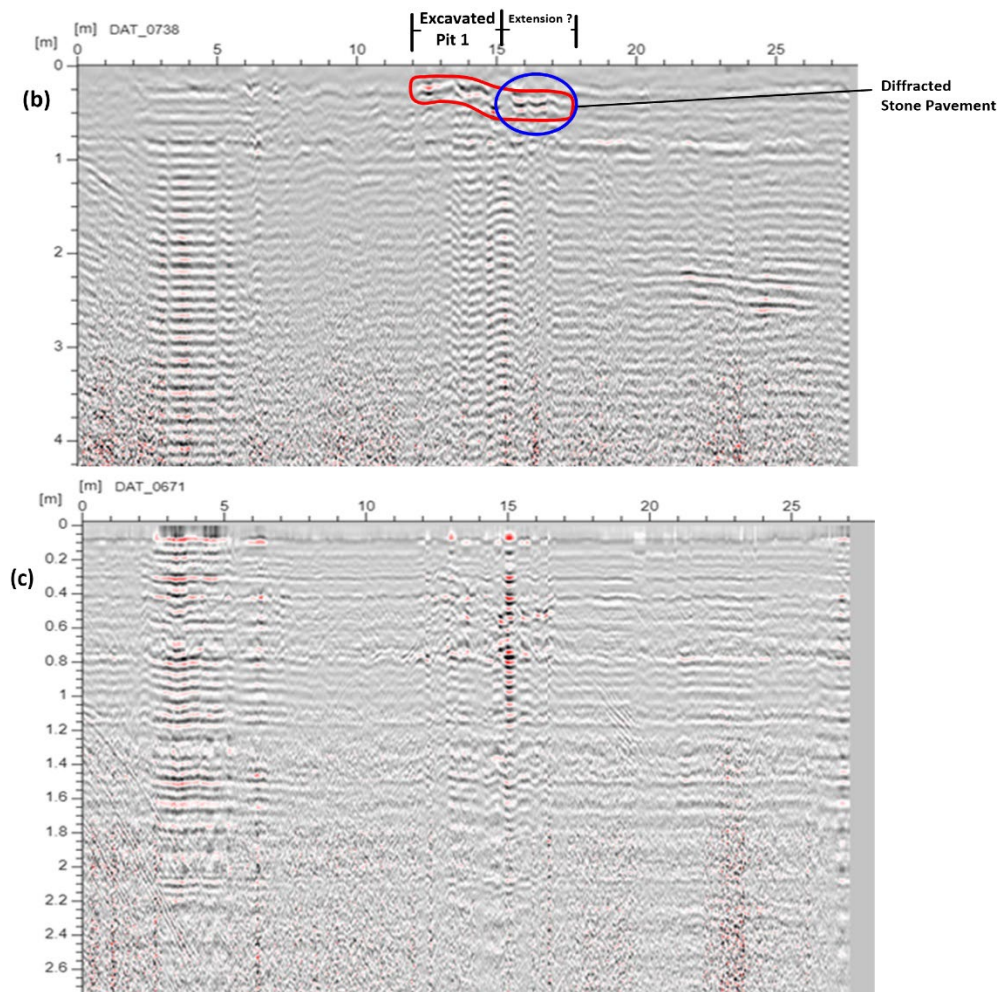 Excavated Extension ?
Pit 1
[m] DAT_0738
[m] 0 5 10 15 20 25
0
(b)
Diffracted
Stone Pavement
1
2
3
4
[m] DAT_0671
[m] 0 5 10 15 20 25
0
0.2
(c)
0.4
0.6
0.8
1
1.2
1.4
1.6
1.8
2
2.2
2.4
2.6